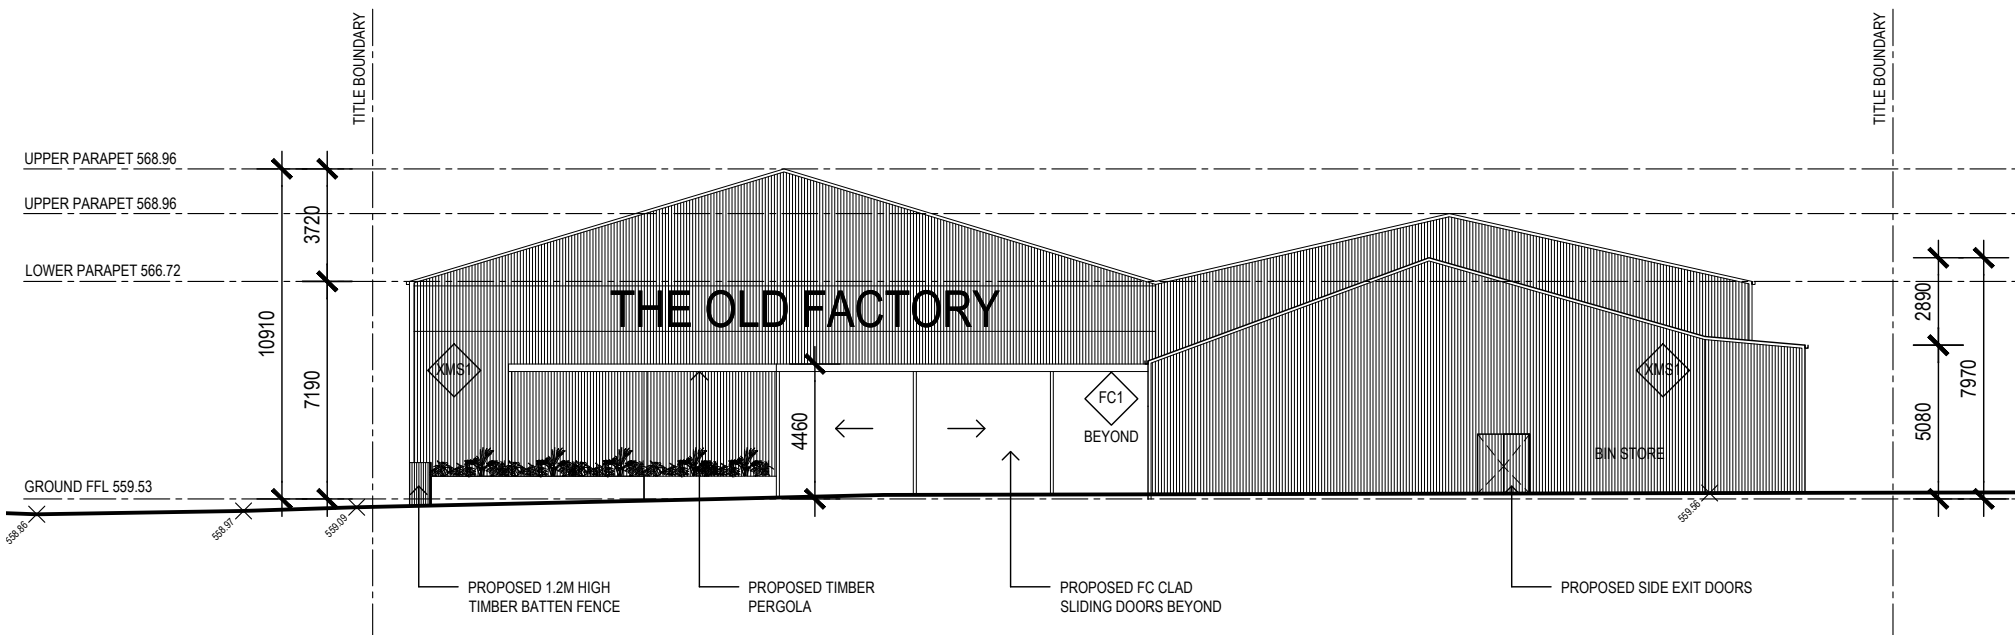 TITLE BOUNDARY
TITLE BOUNDARY
UPPER PARAPET 568.96
UPPER PARAPET 568.96
3720
LOWER PARAPET 566.72
2890
THE OLD FACTORY
10910
7970
XMS1
XMS1
7190
FC1
BEYOND
4460
5080
BIN STORE
GROUND FFL 559.53
558.86
558.97
559.09
559.56
PROPOSED 1.2M HIGH
TIMBER BATTEN FENCE
PROPOSED TIMBER
PERGOLA
PROPOSED FC CLAD
SLIDING DOORS BEYOND
PROPOSED SIDE EXIT DOORS